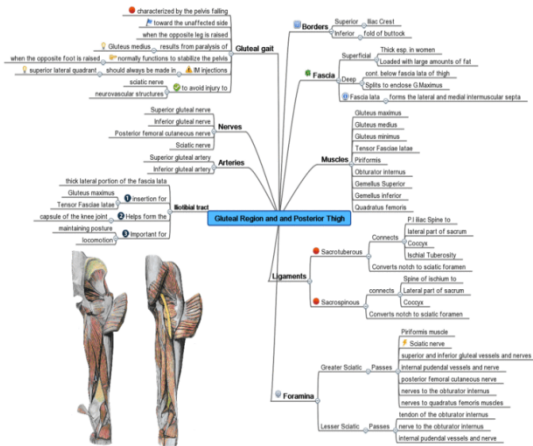 characterized by the pelvis falling
toward the unaffected side
when the opposite leg is raised
Gluteus medius
results from paralysis of
when the opposite foot is raised
normally functions to stabilize the pelvis
superior lateral quadrant
should always be made in
IM injections
sciatic nerve
neurovascular structures
to avoid injury to
Gluteal gait
Superior gluteal nerve
Inferior gluteal nerve
Posterior femoral cutaneous nerve
Sciatic nerve
Nerves
Superior gluteal artery
Inferior gluteal artery
Arteries
thick lateral portion of the fascia lata
Gluteus maximus
Tensor Fasciae latae
1 insertion for
capsule of the knee joint
2 Helps form the
maintaining posture
locomotion
3 Important for
Iliotibial tract
Gluteal Region and and Posterior Thigh
Borders
Superior
Iliac Crest
Inferior
fold of buttock
Fascia
Superficial
Thick esp. in women
Loaded with large amounts of fat
Deep
cont. below fascia lata of thigh
Splits to enclose G.Maximus
Fascia lata
forms the lateral and medial intermuscular septa
Muscles
Gluteus maximus
Gluteus medius
Gluteus minimus
Tensor Fasciae latae
Piriformis
Obturator internus
Gemellus Superior
Gemellus inferior
Quadratus femoris
Ligaments
Sacrotuberous
Connects
P.I Iliac Spine to
lateral part of sacrum
Coccyx
Ischial Tuberosity
Converts notch to sciatic foramen
Sacrospinous
connects
Spine of ischium to
Lateral part of sacrum
Coccyx
Converts notch to sciatic foramen
Foramina
Greater Sciatic
Passes
Piriformis muscle
Sciatic nerve
superior and inferior gluteal vessels and nerves
internal pudendal vessels and nerve
posterior femoral cutaneous nerve
nerves to the obturator internus
nerves to quadratus femoris muscles
Lesser Sciatic
Passes
tendon of the obturator internus
nerve to the obturator internus
internal pudendal vessels and nerve